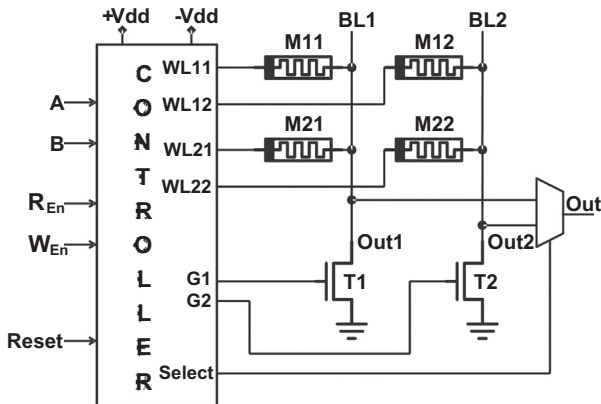 +Vdd -Vdd BL1 BL2
M11 M12
WL11
WL12
M21 M22
WL21
WL22
A
B
REn
WEn
Reset
CONTROLLER
Out
Out1 Out2
G1 T1 T2
G2
Select